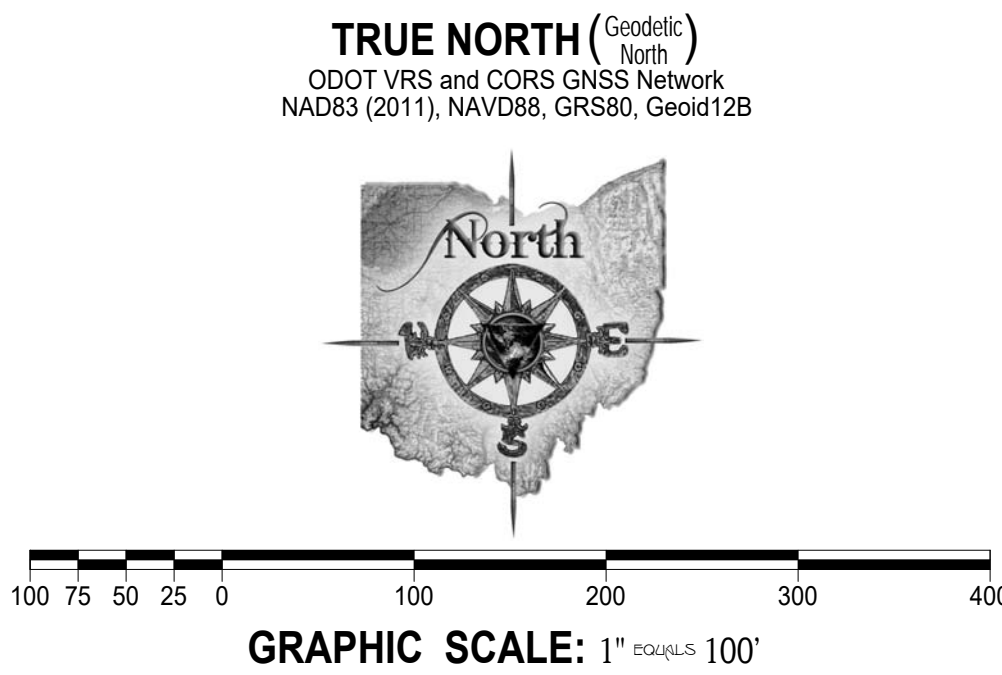 TRUE NORTH (Geodetic North)
ODOT VRS and CORS GNSS Network
NAD83 (2011), NAVD88, GRS80, Geoid12B
North
W E
S
100 75 50 25 0 100 200 300 400
GRAPHIC SCALE: 1" EQUALS 100'